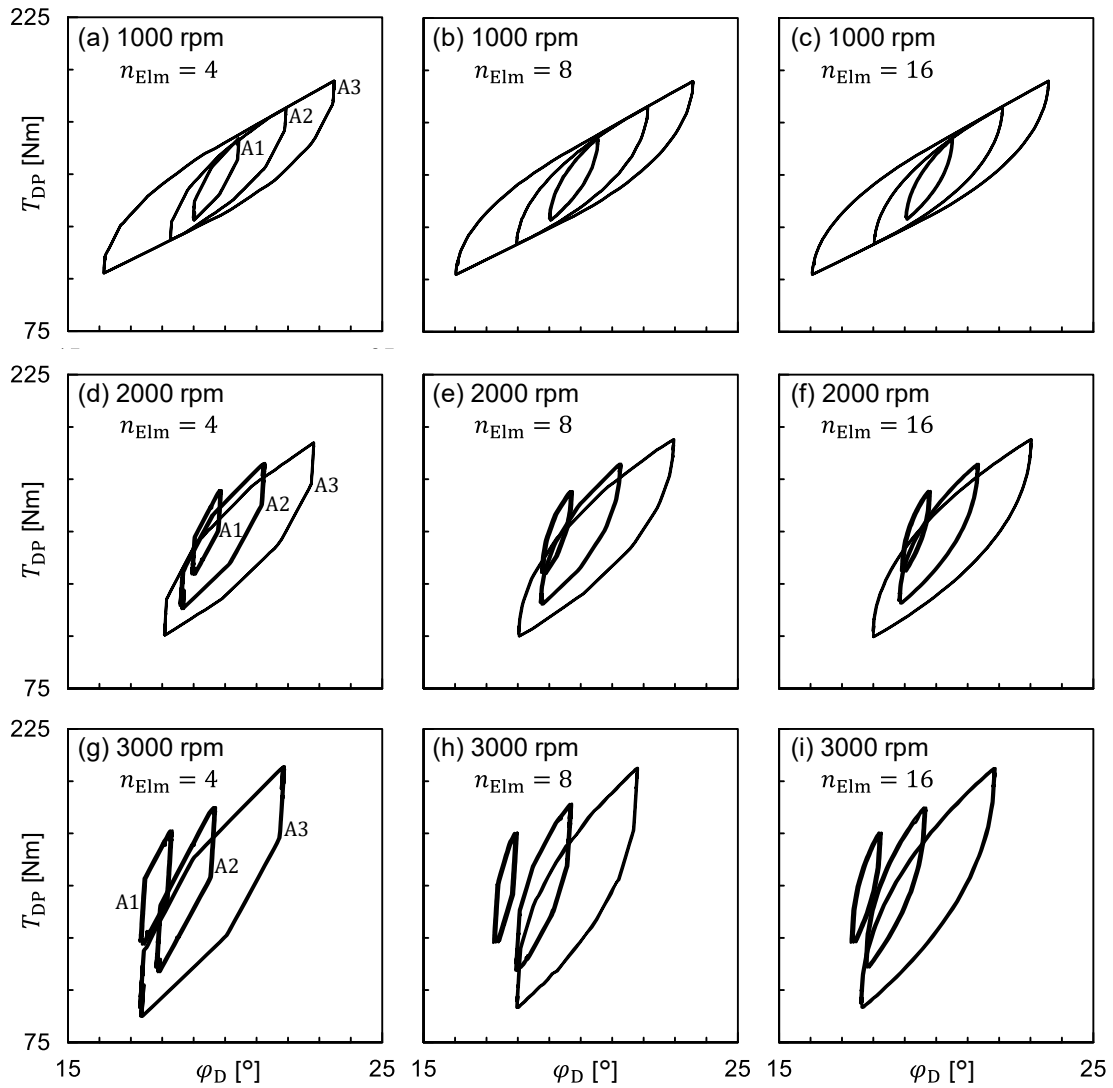 225
(a) 1000 rpm
n_Elm = 4
A3
A2
A1
T_DP [Nm]
75
(b) 1000 rpm
n_Elm = 8
(c) 1000 rpm
n_Elm = 16
225
(d) 2000 rpm
n_Elm = 4
A3
A2
A1
T_DP [Nm]
75
(e) 2000 rpm
n_Elm = 8
(f) 2000 rpm
n_Elm = 16
225
(g) 3000 rpm
n_Elm = 4
A3
A2
A1
T_DP [Nm]
75
15
φ_D [°]
25
(h) 3000 rpm
n_Elm = 8
15
φ_D [°]
25
(i) 3000 rpm
n_Elm = 16
15
φ_D [°]
25